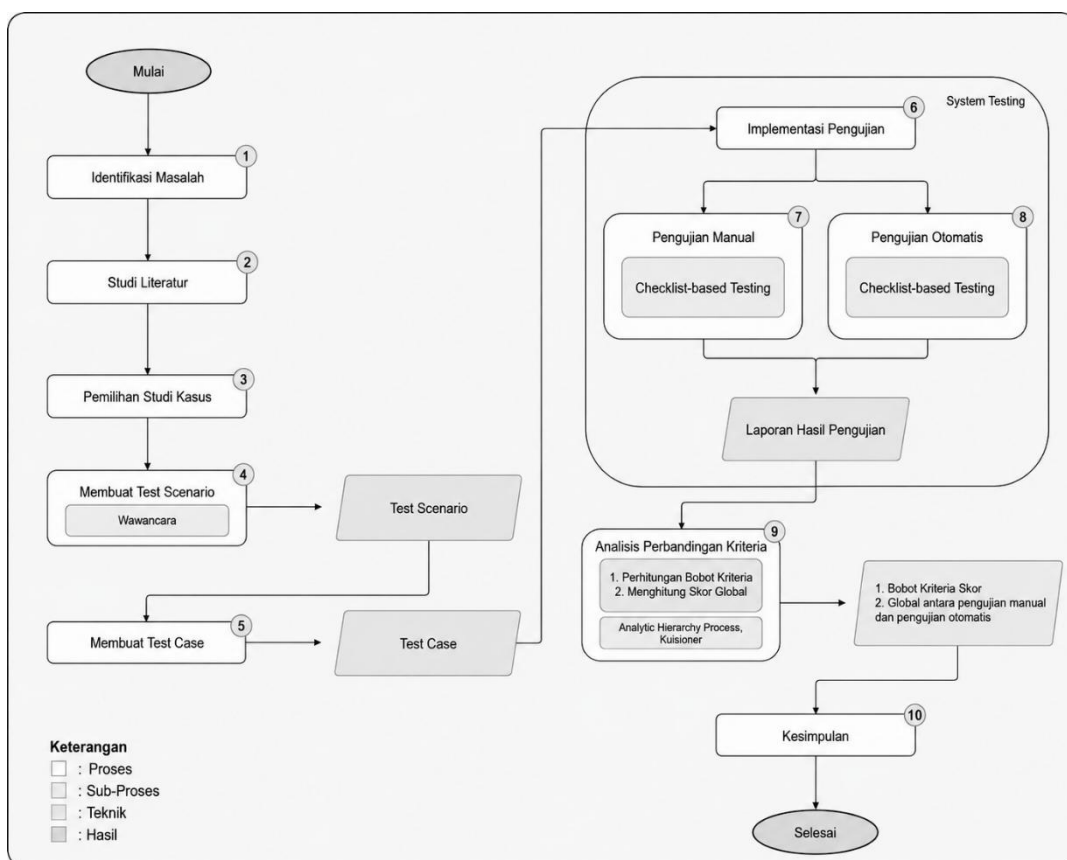 Mulai
1
Identifikasi Masalah
2
Studi Literatur
3
Pemilihan Studi Kasus
4
Membuat Test Scenario
Wawancara
Test Scenario
5
Membuat Test Case
Test Case
System Testing
6
Implementasi Pengujian
7
Pengujian Manual
Checklist-based Testing
8
Pengujian Otomatis
Checklist-based Testing
Laporan Hasil Pengujian
9
Analisis Perbandingan Kriteria
1. Perhitungan Bobot Kriteria
2. Menghitung Skor Global
Analytic Hierarchy Process,
Kuisioner
1. Bobot Kriteria Skor
2. Global antara pengujian manual
dan pengujian otomatis
10
Kesimpulan
Selesai
Keterangan
: Proses
: Sub-Proses
: Teknik
: Hasil